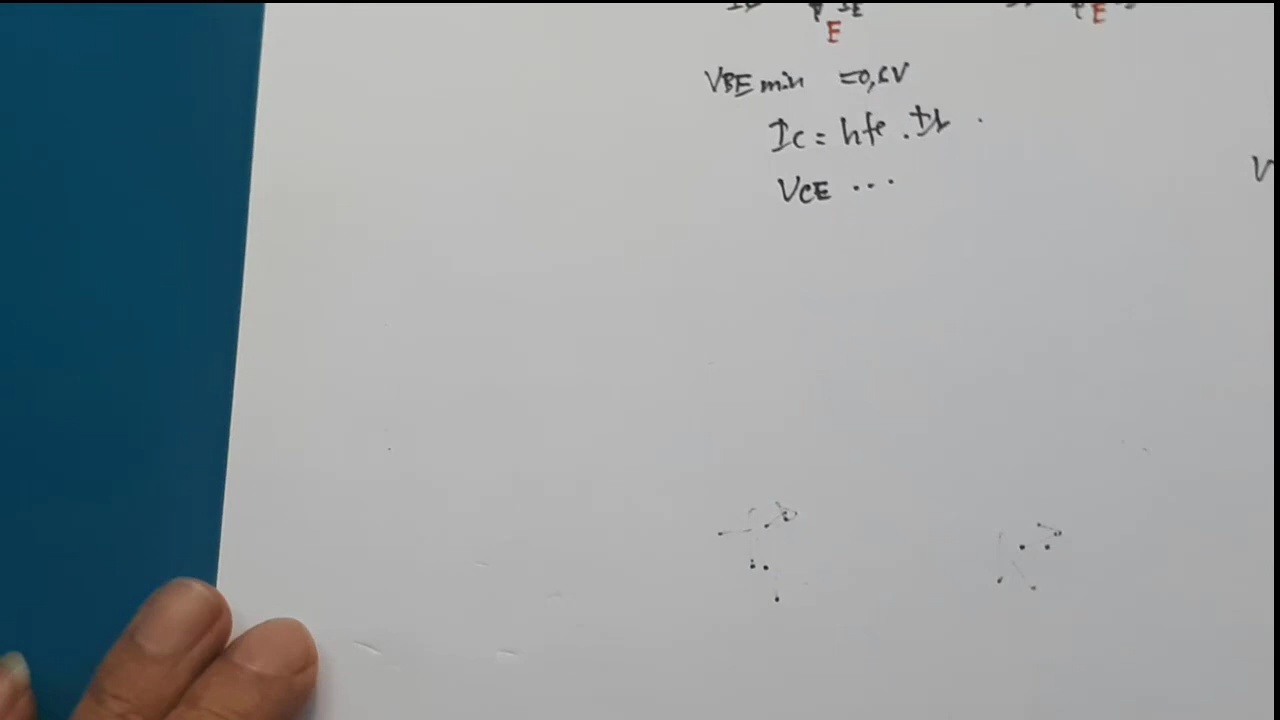 E
E
VBE min =0,6V
Ic = hfe . Ib
VCE ...
V